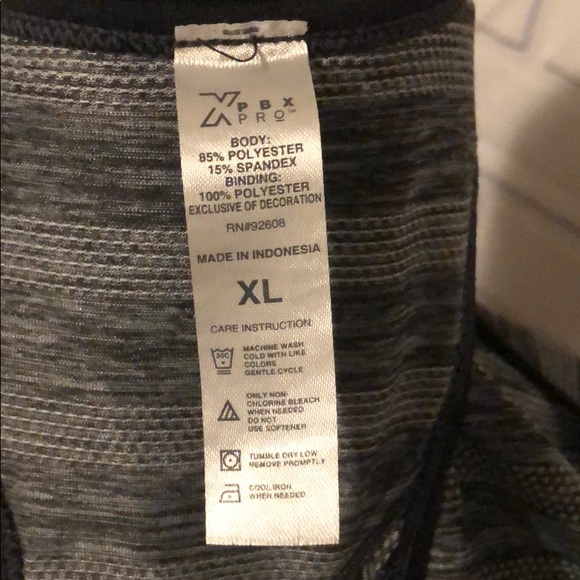 PBX
PRO™
BODY:
85% POLYESTER
15% SPANDEX
BINDING:
100% POLYESTER
EXCLUSIVE OF DECORATION
RN#92608
MADE IN INDONESIA
XL
CARE INSTRUCTION:
30C
MACHINE WASH
COLD WITH LIKE
COLORS
GENTLE CYCLE
ONLY NON-
CHLORINE BLEACH
WHEN NEEDED
DO NOT
USE SOFTENER
TUMBLE DRY LOW
REMOVE PROMPTLY
COOL IRON
WHEN NEEDED